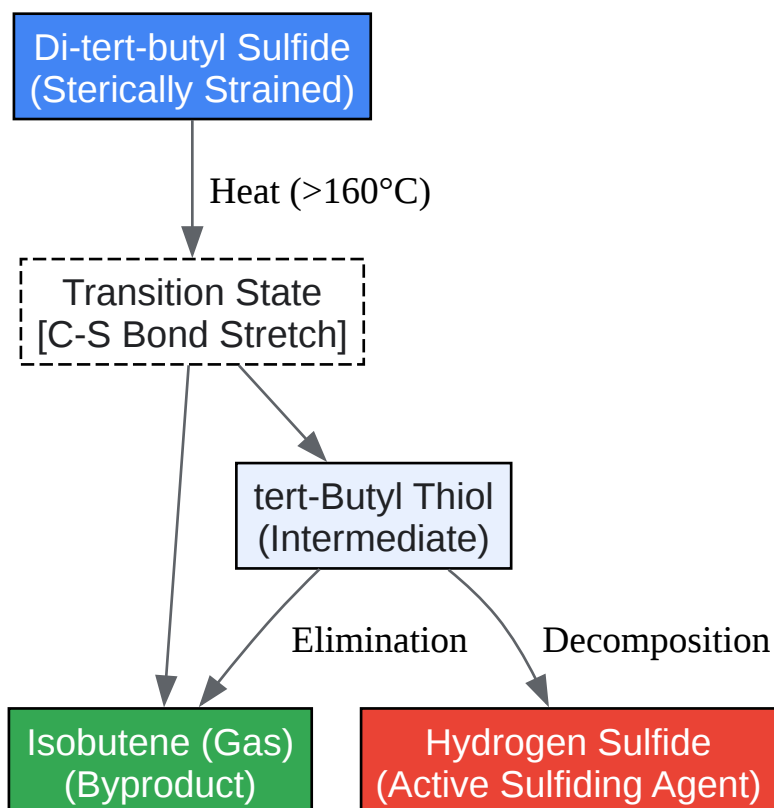 Di-tert-butyl Sulfide
(Sterically Strained)
Heat (>160°C)
Transition State
[C-S Bond Stretch]
tert-Butyl Thiol
(Intermediate)
Elimination
Decomposition
Isobutene (Gas)
(Byproduct)
Hydrogen Sulfide
(Active Sulfiding Agent)